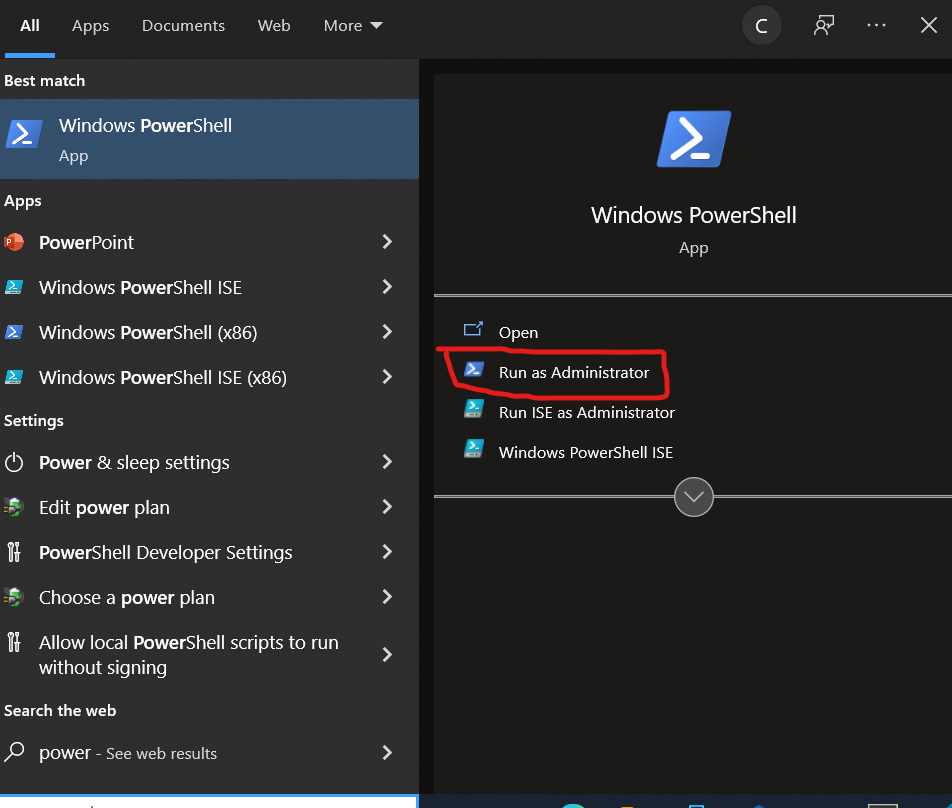 All Apps Documents Web More
C
Best match
Windows PowerShell
App
Apps
PowerPoint
Windows PowerShell ISE
Windows PowerShell (x86)
Windows PowerShell ISE (x86)
Settings
Power & sleep settings
Edit power plan
PowerShell Developer Settings
Choose a power plan
Allow local PowerShell scripts to run
without signing
Search the web
power - See web results
Windows PowerShell
App
Open
Run as Administrator
Run ISE as Administrator
Windows PowerShell ISE